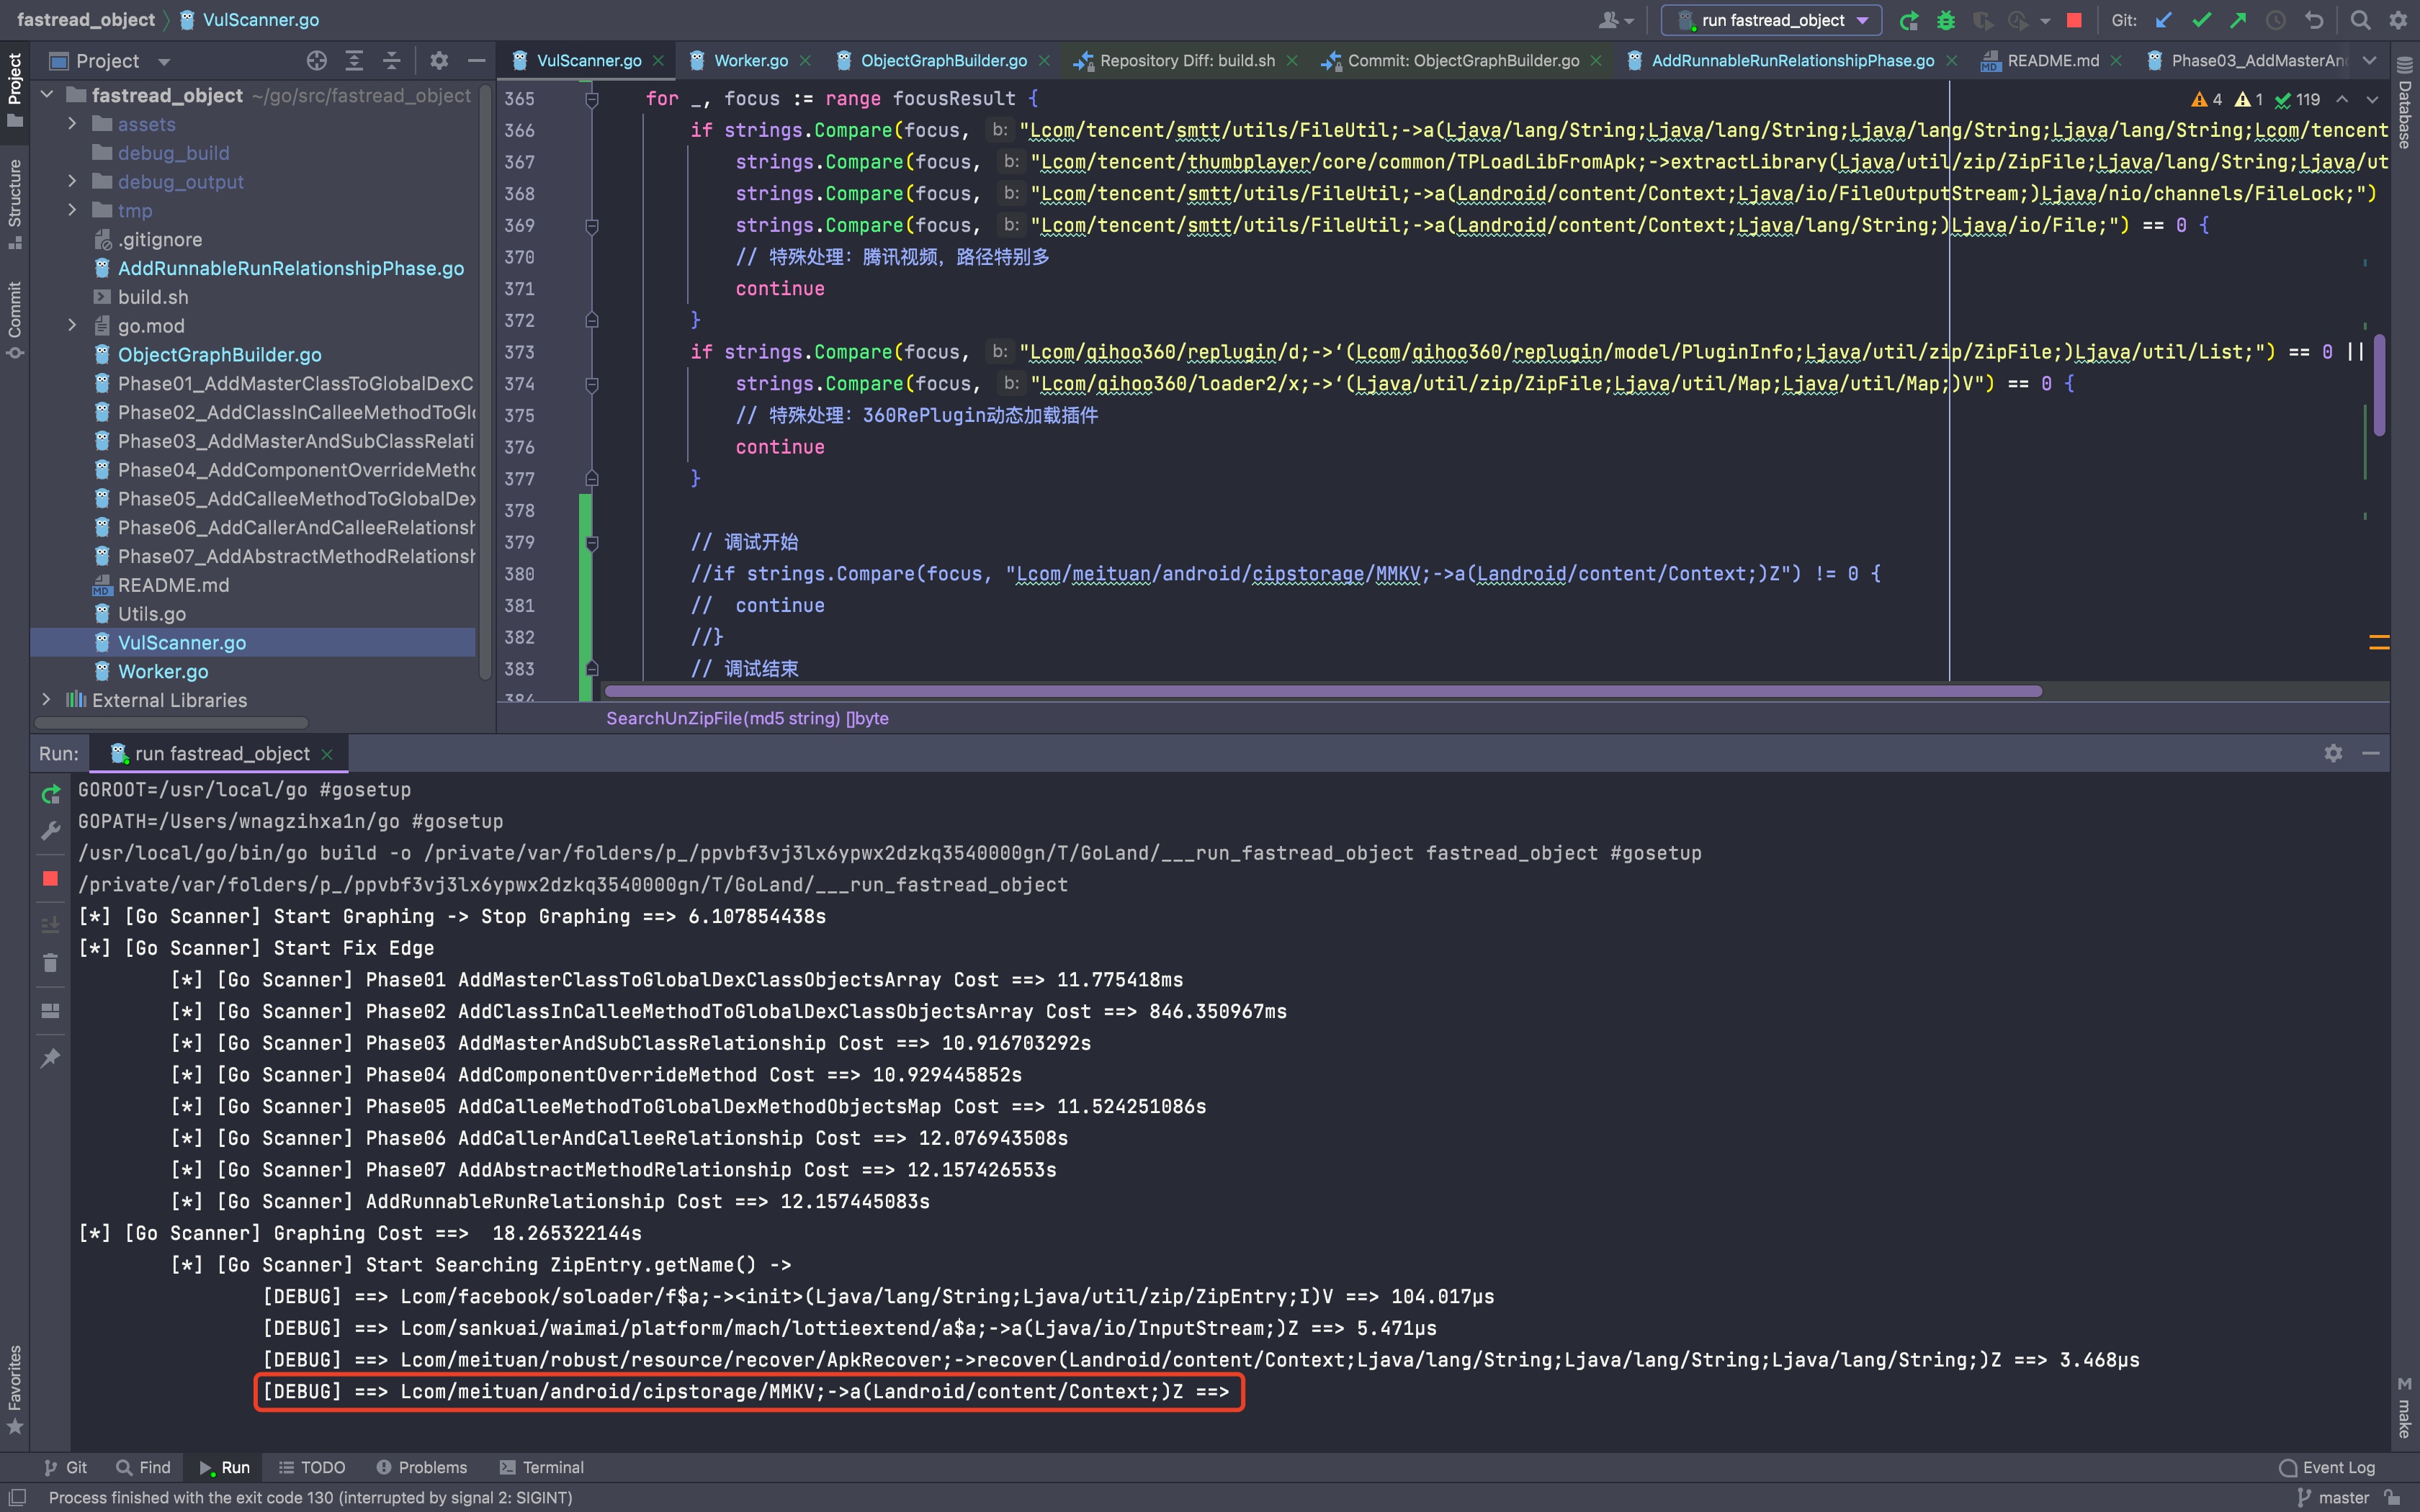 fastread_object 〉 VulScanner.go
run fastread_object
Git:
Project
VulScanner.go
Worker.go
ObjectGraphBuilder.go
Repository Diff: build.sh
Commit: ObjectGraphBuilder.go
AddRunnableRunRelationshipPhase.go
README.md
Phase03_AddMasterAn
Project
Structure
Commit
Favorites
Database
make
fastread_object ~/go/src/fastread_object
assets
debug_build
debug_output
tmp
.gitignore
AddRunnableRunRelationshipPhase.go
build.sh
go.mod
ObjectGraphBuilder.go
Phase01_AddMasterClassToGlobalDexC
Phase02_AddClassInCalleeMethodToGl
Phase03_AddMasterAndSubClassRelati
Phase04_AddComponentOverrideMetho
Phase05_AddCalleeMethodToGlobalDex
Phase06_AddCallerAndCalleeRelationsh
Phase07_AddAbstractMethodRelationsh
README.md
Utils.go
VulScanner.go
Worker.go
External Libraries
4 1 119
365 for _, focus := range focusResult {
366 if strings.Compare(focus, b: "Lcom/tencent/smtt/utils/FileUtil;->a(Ljava/lang/String;Ljava/lang/String;Ljava/lang/String;Ljava/lang/String;Lcom/tencent
367 strings.Compare(focus, b: "Lcom/tencent/thumbplayer/core/common/TPLoadLibFromApk;->extractLibrary(Ljava/util/zip/ZipFile;Ljava/lang/String;Ljava/ut
368 strings.Compare(focus, b: "Lcom/tencent/smtt/utils/FileUtil;->a(Landroid/content/Context;Ljava/io/FileOutputStream;)Ljava/nio/channels/FileLock;")
369 strings.Compare(focus, b: "Lcom/tencent/smtt/utils/FileUtil;->a(Landroid/content/Context;Ljava/lang/String;)Ljava/io/File;") == 0 {
370 // 特殊处理：腾讯视频，路径特别多
371 continue
372 }
373 if strings.Compare(focus, b: "Lcom/qihoo360/replugin/d;->‘(Lcom/qihoo360/replugin/model/PluginInfo;Ljava/util/zip/ZipFile;)Ljava/util/List;") == 0 ||
374 strings.Compare(focus, b: "Lcom/qihoo360/loader2/x;->‘(Ljava/util/zip/ZipFile;Ljava/util/Map;Ljava/util/Map;)V") == 0 {
375 // 特殊处理：360RePlugin动态加载插件
376 continue
377 }
378
379 // 调试开始
380 //if strings.Compare(focus, "Lcom/meituan/android/cipstorage/MMKV;->a(Landroid/content/Context;)Z") != 0 {
381 // continue
382 //}
383 // 调试结束
384
SearchUnZipFile(md5 string) []byte
Run: run fastread_object
GOROOT=/usr/local/go #gosetup
GOPATH=/Users/wnagzihxa1n/go #gosetup
/usr/local/go/bin/go build -o /private/var/folders/p_/ppvbf3vj3lx6ypwx2dzkq3540000gn/T/GoLand/___run_fastread_object fastread_object #gosetup
/private/var/folders/p_/ppvbf3vj3lx6ypwx2dzkq3540000gn/T/GoLand/___run_fastread_object
[*] [Go Scanner] Start Graphing -> Stop Graphing ==> 6.107854438s
[*] [Go Scanner] Start Fix Edge
[*] [Go Scanner] Phase01 AddMasterClassToGlobalDexClassObjectsArray Cost ==> 11.775418ms
[*] [Go Scanner] Phase02 AddClassInCalleeMethodToGlobalDexClassObjectsArray Cost ==> 846.350967ms
[*] [Go Scanner] Phase03 AddMasterAndSubClassRelationship Cost ==> 10.916703292s
[*] [Go Scanner] Phase04 AddComponentOverrideMethod Cost ==> 10.929445852s
[*] [Go Scanner] Phase05 AddCalleeMethodToGlobalDexMethodObjectsMap Cost ==> 11.524251086s
[*] [Go Scanner] Phase06 AddCallerAndCalleeRelationship Cost ==> 12.076943508s
[*] [Go Scanner] Phase07 AddAbstractMethodRelationship Cost ==> 12.157426553s
[*] [Go Scanner] AddRunnableRunRelationship Cost ==> 12.157445083s
[*] [Go Scanner] Graphing Cost ==>  18.265322144s
[*] [Go Scanner] Start Searching ZipEntry.getName() ->
[DEBUG] ==> Lcom/facebook/soloader/f$a;-><init>(Ljava/lang/String;Ljava/util/zip/ZipEntry;I)V ==> 104.017µs
[DEBUG] ==> Lcom/sankuai/waimai/platform/mach/lottieextend/a$a;->a(Ljava/io/InputStream;)Z ==> 5.471µs
[DEBUG] ==> Lcom/meituan/robust/resource/recover/ApkRecover;->recover(Landroid/content/Context;Ljava/lang/String;Ljava/lang/String;Ljava/lang/String;)Z ==> 3.468µs
[DEBUG] ==> Lcom/meituan/android/cipstorage/MMKV;->a(Landroid/content/Context;)Z ==>
Git
Find
Run
TODO
Problems
Terminal
Event Log
Process finished with the exit code 130 (interrupted by signal 2: SIGINT)
master